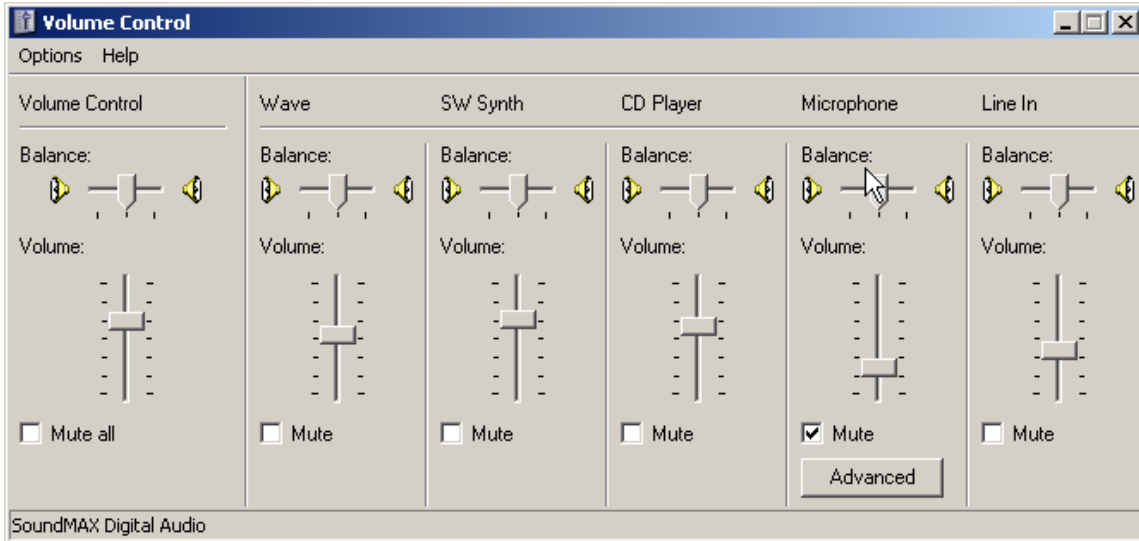 Volume Control
Options Help
Volume Control Wave SW Synth CD Player Microphone Line In
Balance: Balance: Balance: Balance: Balance: Balance:
Volume: Volume: Volume: Volume: Volume: Volume:
Mute all Mute Mute Mute Mute Mute
Advanced
SoundMAX Digital Audio